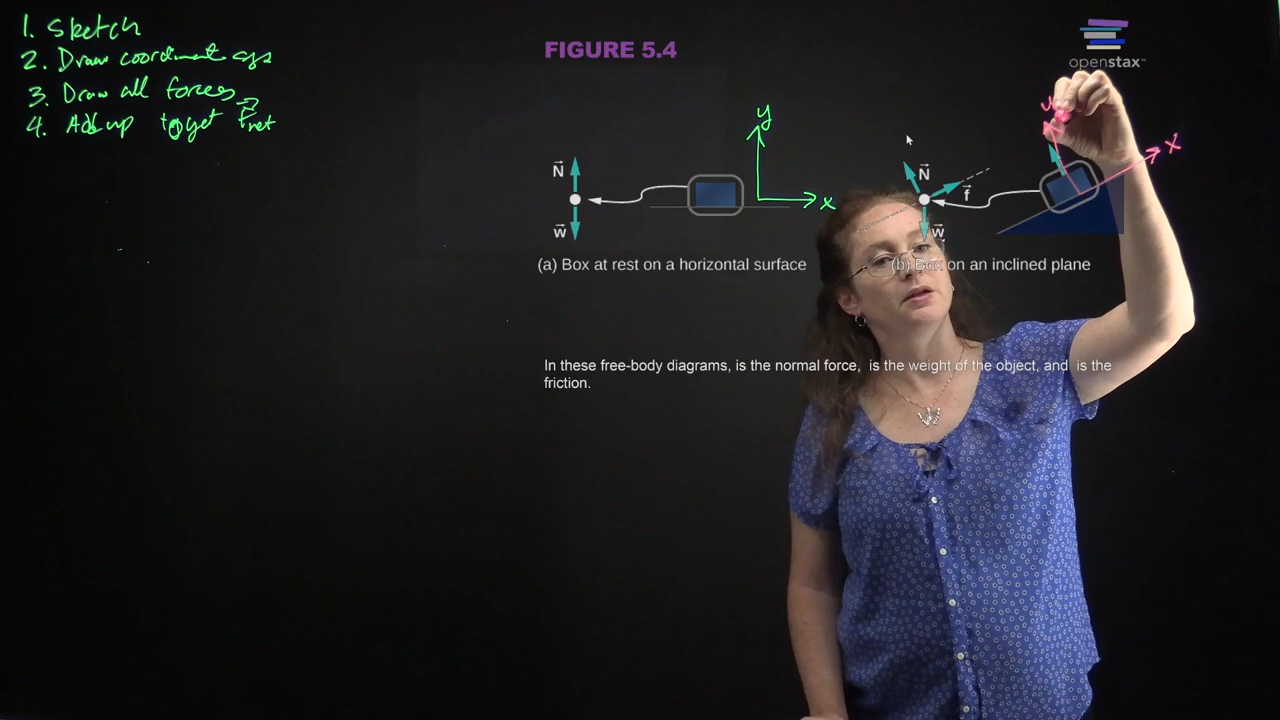 1. Sketch
2. Draw coordinate sys
3. Draw all forces
4. Add up to get F net
FIGURE 5.4
openstax™
y
x
N
w
y
x
N
f
w
(a) Box at rest on a horizontal surface
(b) Box on an inclined plane
In these free-body diagrams, is the normal force, is the weight of the object, and is the
friction.